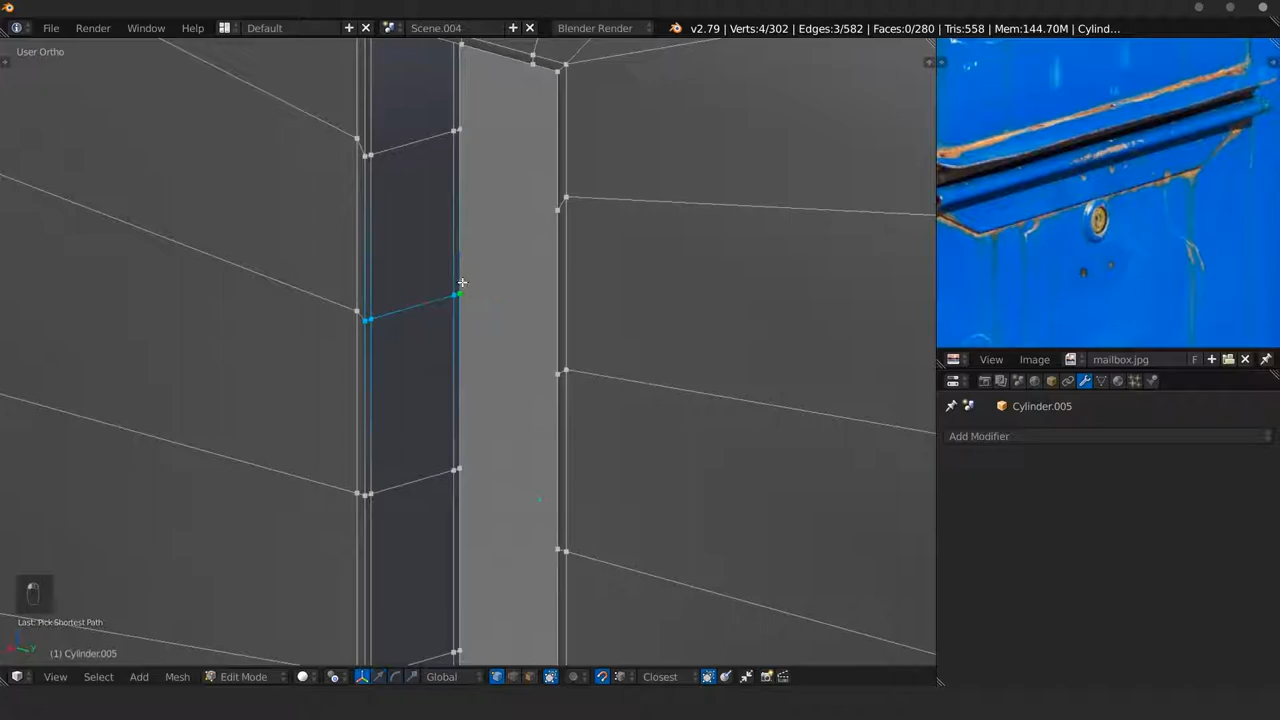 File Render Window Help Default Scene.004 Blender Render v2.79 | Verts:4/302 | Edges:3/582 | Faces:0/280 | Tris:558 | Mem:144.70M | Cylind...
User Ortho
View Image mailbox.jpg F
Cylinder.005
Add Modifier
Last: Pick Shortest Path
(1) Cylinder.005
View Select Add Mesh Edit Mode Global Closest